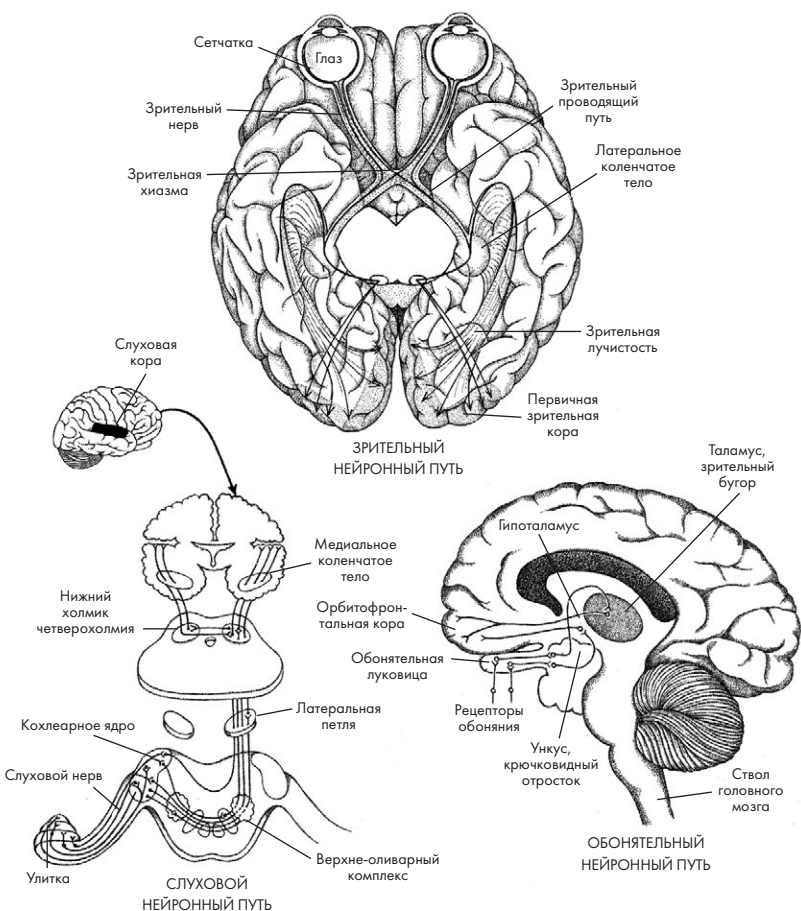 Сетчатка
Глаз
Зрительный
нерв
Зрительная
хиазма
Зрительный
проводящий
путь
Латеральное
коленчатое
тело
Зрительная
лучистость
Первичная
зрительная
кора
ЗРИТЕЛЬНЫЙ
НЕЙРОННЫЙ ПУТЬ
Слуховая
кора
Медиальное
коленчатое
тело
Нижний
холмик
четверохолмия
Латеральная
петля
Кохлеарное ядро
Слуховой нерв
Улитка
Верхне-оливарный
комплекс
СЛУХОВОЙ
НЕЙРОННЫЙ ПУТЬ
Таламус,
зрительный
бугор
Гипоталамус
Орбитофрон-
тальная кора
Обонятельная
луковица
Рецепторы
обоняния
Ункус,
крючковидный
отросток
Ствол
головного
мозга
ОБОНЯТЕЛЬНЫЙ
НЕЙРОННЫЙ ПУТЬ